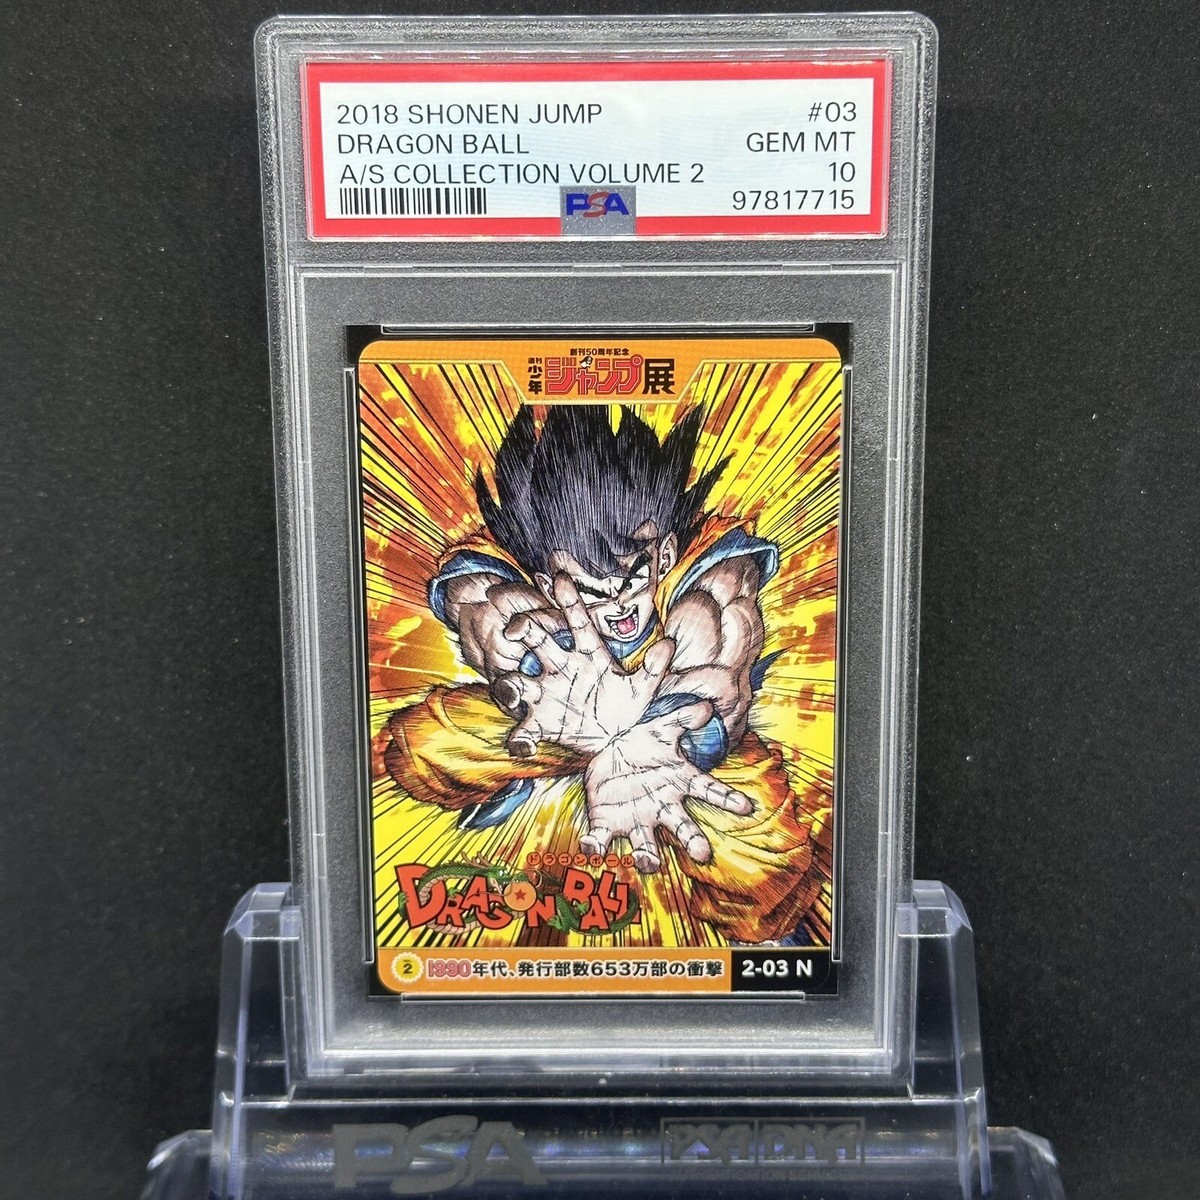 2018 SHONEN JUMP #03
DRAGON BALL GEM MT
A/S COLLECTION VOLUME 2 10
PSA 97817715
創刊50周年記念
週刊少年ジャンプ展
ドラゴンボール
DRAGON BALL
2 1990年代、発行部数653万部の衝撃 2-03 N
PSA PSA/DNA